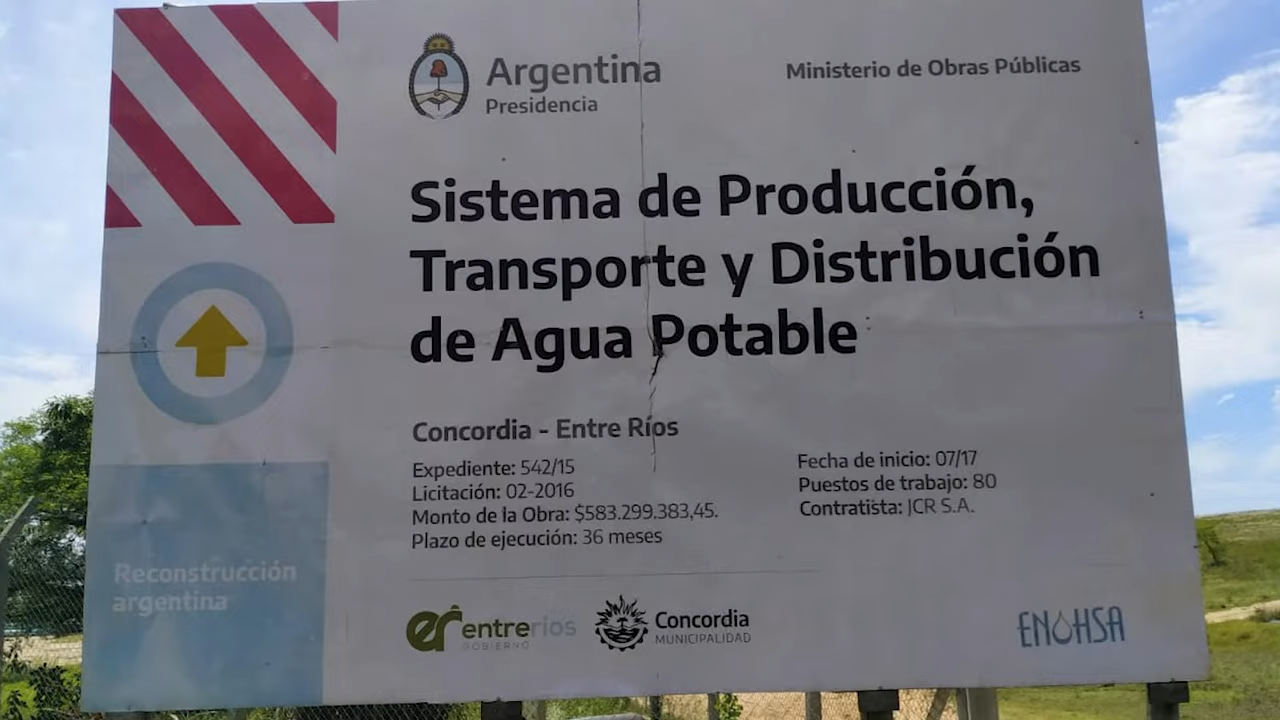 Argentina
Presidencia
Ministerio de Obras Públicas
Sistema de Producción,
Transporte y Distribución
de Agua Potable
Concordia - Entre Ríos
Expediente: 542/15
Licitación: 02-2016
Monto de la Obra: $583.299.383,45.
Plazo de ejecución: 36 meses
Fecha de inicio: 07/17
Puestos de trabajo: 80
Contratista: JCR S.A.
Reconstrucción
argentina
er entreríos
GOBIERNO
Concordia
MUNICIPALIDAD
ENOHSA